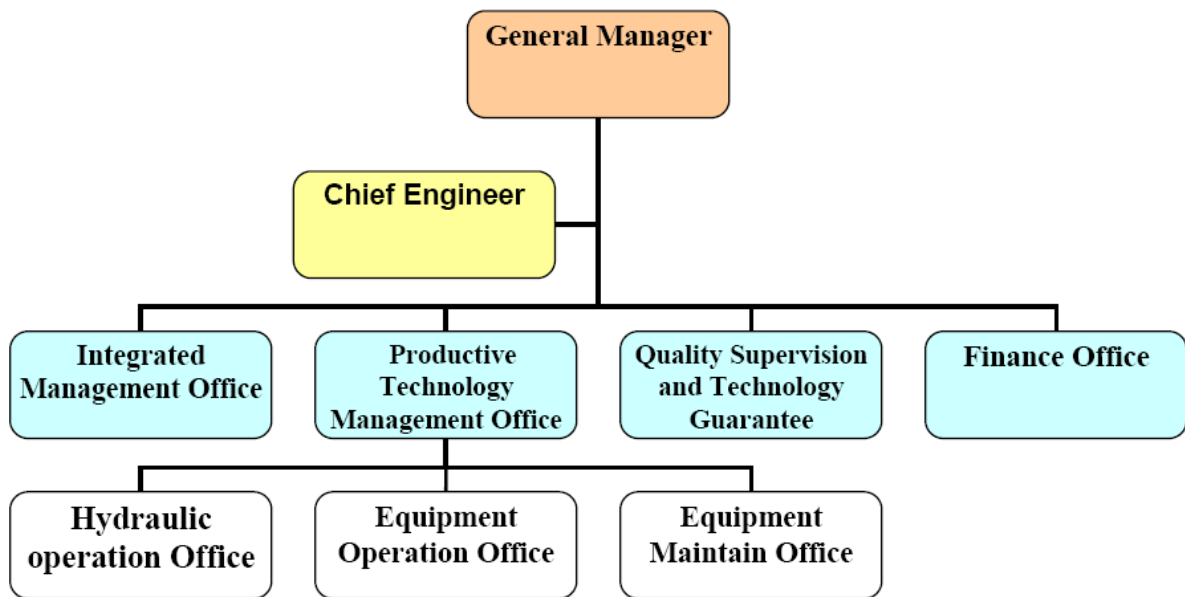 General Manager
Chief Engineer
Integrated
Management Office
Productive
Technology
Management Office
Quality Supervision
and Technology
Guarantee
Finance Office
Hydraulic
operation Office
Equipment
Operation Office
Equipment
Maintain Office